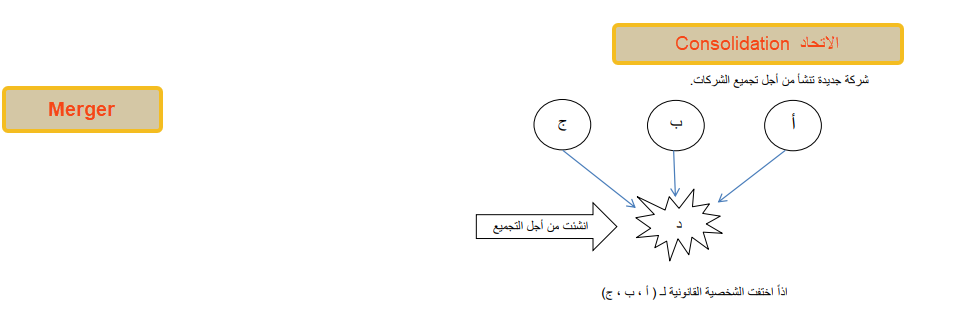 الاتحاد Consolidation
شركة جديدة تنشأ من أجل تجميع الشركات.
Merger
أ
ب
ج
د
انشئت من أجل التجميع
اذاً اختفت الشخصية القانونية لـ ( أ ، ب ، ج)